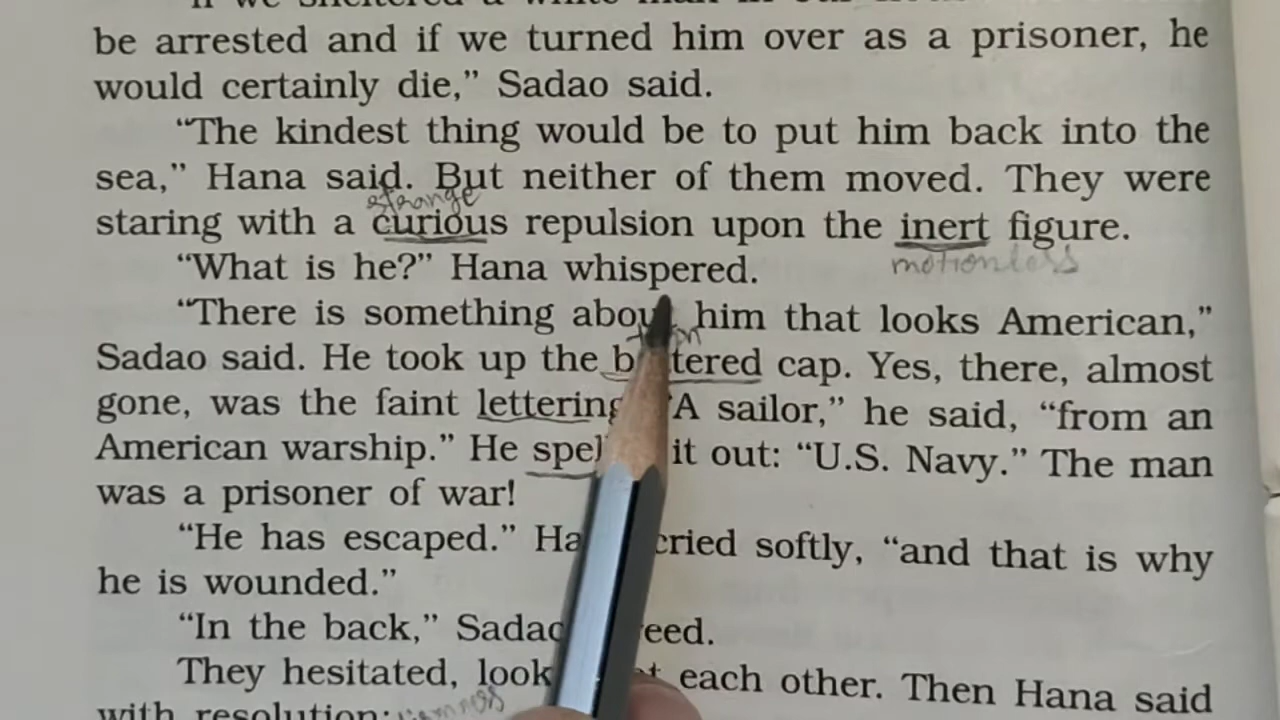 be arrested and if we turned him over as a prisoner, he
would certainly die,” Sadao said.
“The kindest thing would be to put him back into the
sea,” Hana said. But neither of them moved. They were
strange
staring with a curious repulsion upon the inert figure.
motionless
“What is he?” Hana whispered.
“There is something about him that looks American,”
Sadao said. He took up the cap. Yes, there, almost
gone, was the faint lettering “A sailor,” he said, “from an
American warship.” He it out: “U.S. Navy.” The man
was a prisoner of war!
“He has escaped.” cried softly, “and that is why
he is wounded.”
“In the back,” Sadao
They hesitated, each other. Then Hana said
with resolution: